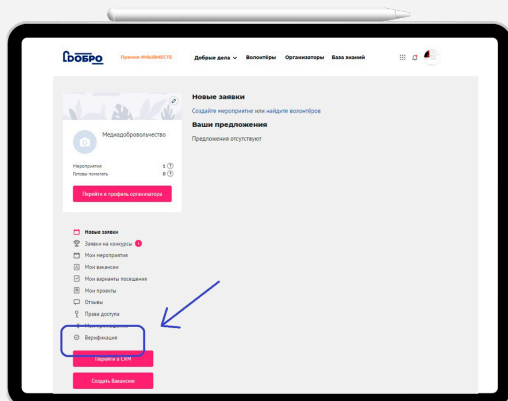 ДОБРО
Премия #МЫВМЕСТЕ
Добрые дела
Волонтёры
Организаторы
База знаний
Медиадобровольчество
Мероприятия 1
Готовы помогать 0
Перейти в профиль организатора
Новые заявки
Создайте мероприятие или найдите волонтёров
Ваши предложения
Предложения отсутствуют
Новые заявки
Заявки на конкурсы
Мои мероприятия
Мои вакансии
Мои варианты посещения
Мои проекты
Отзывы
Права доступа
Верификация
Перейти в CRM
Создать Вакансию